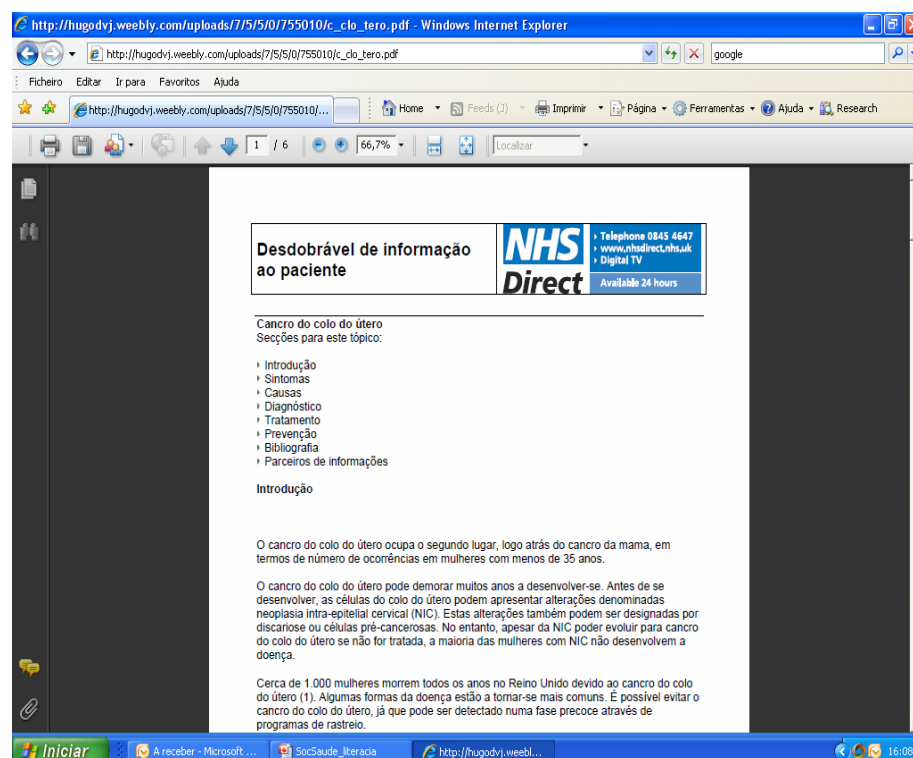 http://hugodvj.weebly.com/uploads/7/5/5/0/755010/c_clo_tero.pdf - Windows Internet Explorer
http://hugodvj.weebly.com/uploads/7/5/5/0/755010/c_clo_tero.pdf google
Ficheiro Editar Ir para Favoritos Ajuda
http://hugodvj.weebly.com/uploads/7/5/5/0/755010/... Home Feeds (J) Imprimir Página Ferramentas Ajuda Research
1 / 6 66,7% Localizar
Desdobrável de informação
ao paciente
NHS
Direct
Telephone 0845 4647
www.nhsdirect.nhs.uk
Digital TV
Available 24 hours
Cancro do colo do útero
Secções para este tópico:
Introdução
Sintomas
Causas
Diagnóstico
Tratamento
Prevenção
Bibliografia
Parceiros de informações
Introdução
O cancro do colo do útero ocupa o segundo lugar, logo atrás do cancro da mama, em
termos de número de ocorrências em mulheres com menos de 35 anos.
O cancro do colo do útero pode demorar muitos anos a desenvolver-se. Antes de se
desenvolver, as células do colo do útero podem apresentar alterações denominadas
neoplasia intra-epitelial cervical (NIC). Estas alterações também podem ser designadas por
discariose ou células pré-cancerosas. No entanto, apesar da NIC poder evoluir para cancro
do colo do útero se não for tratada, a maioria das mulheres com NIC não desenvolvem a
doença.
Cerca de 1.000 mulheres morrem todos os anos no Reino Unido devido ao cancro do colo
do útero (1). Algumas formas da doença estão a tornar-se mais comuns. É possível evitar o
cancro do colo do útero, já que pode ser detectado numa fase precoce através de
programas de rastreio.
Iniciar A receber - Microsoft ... SocSaude_literacia http://hugodvj.weebl... 16:08